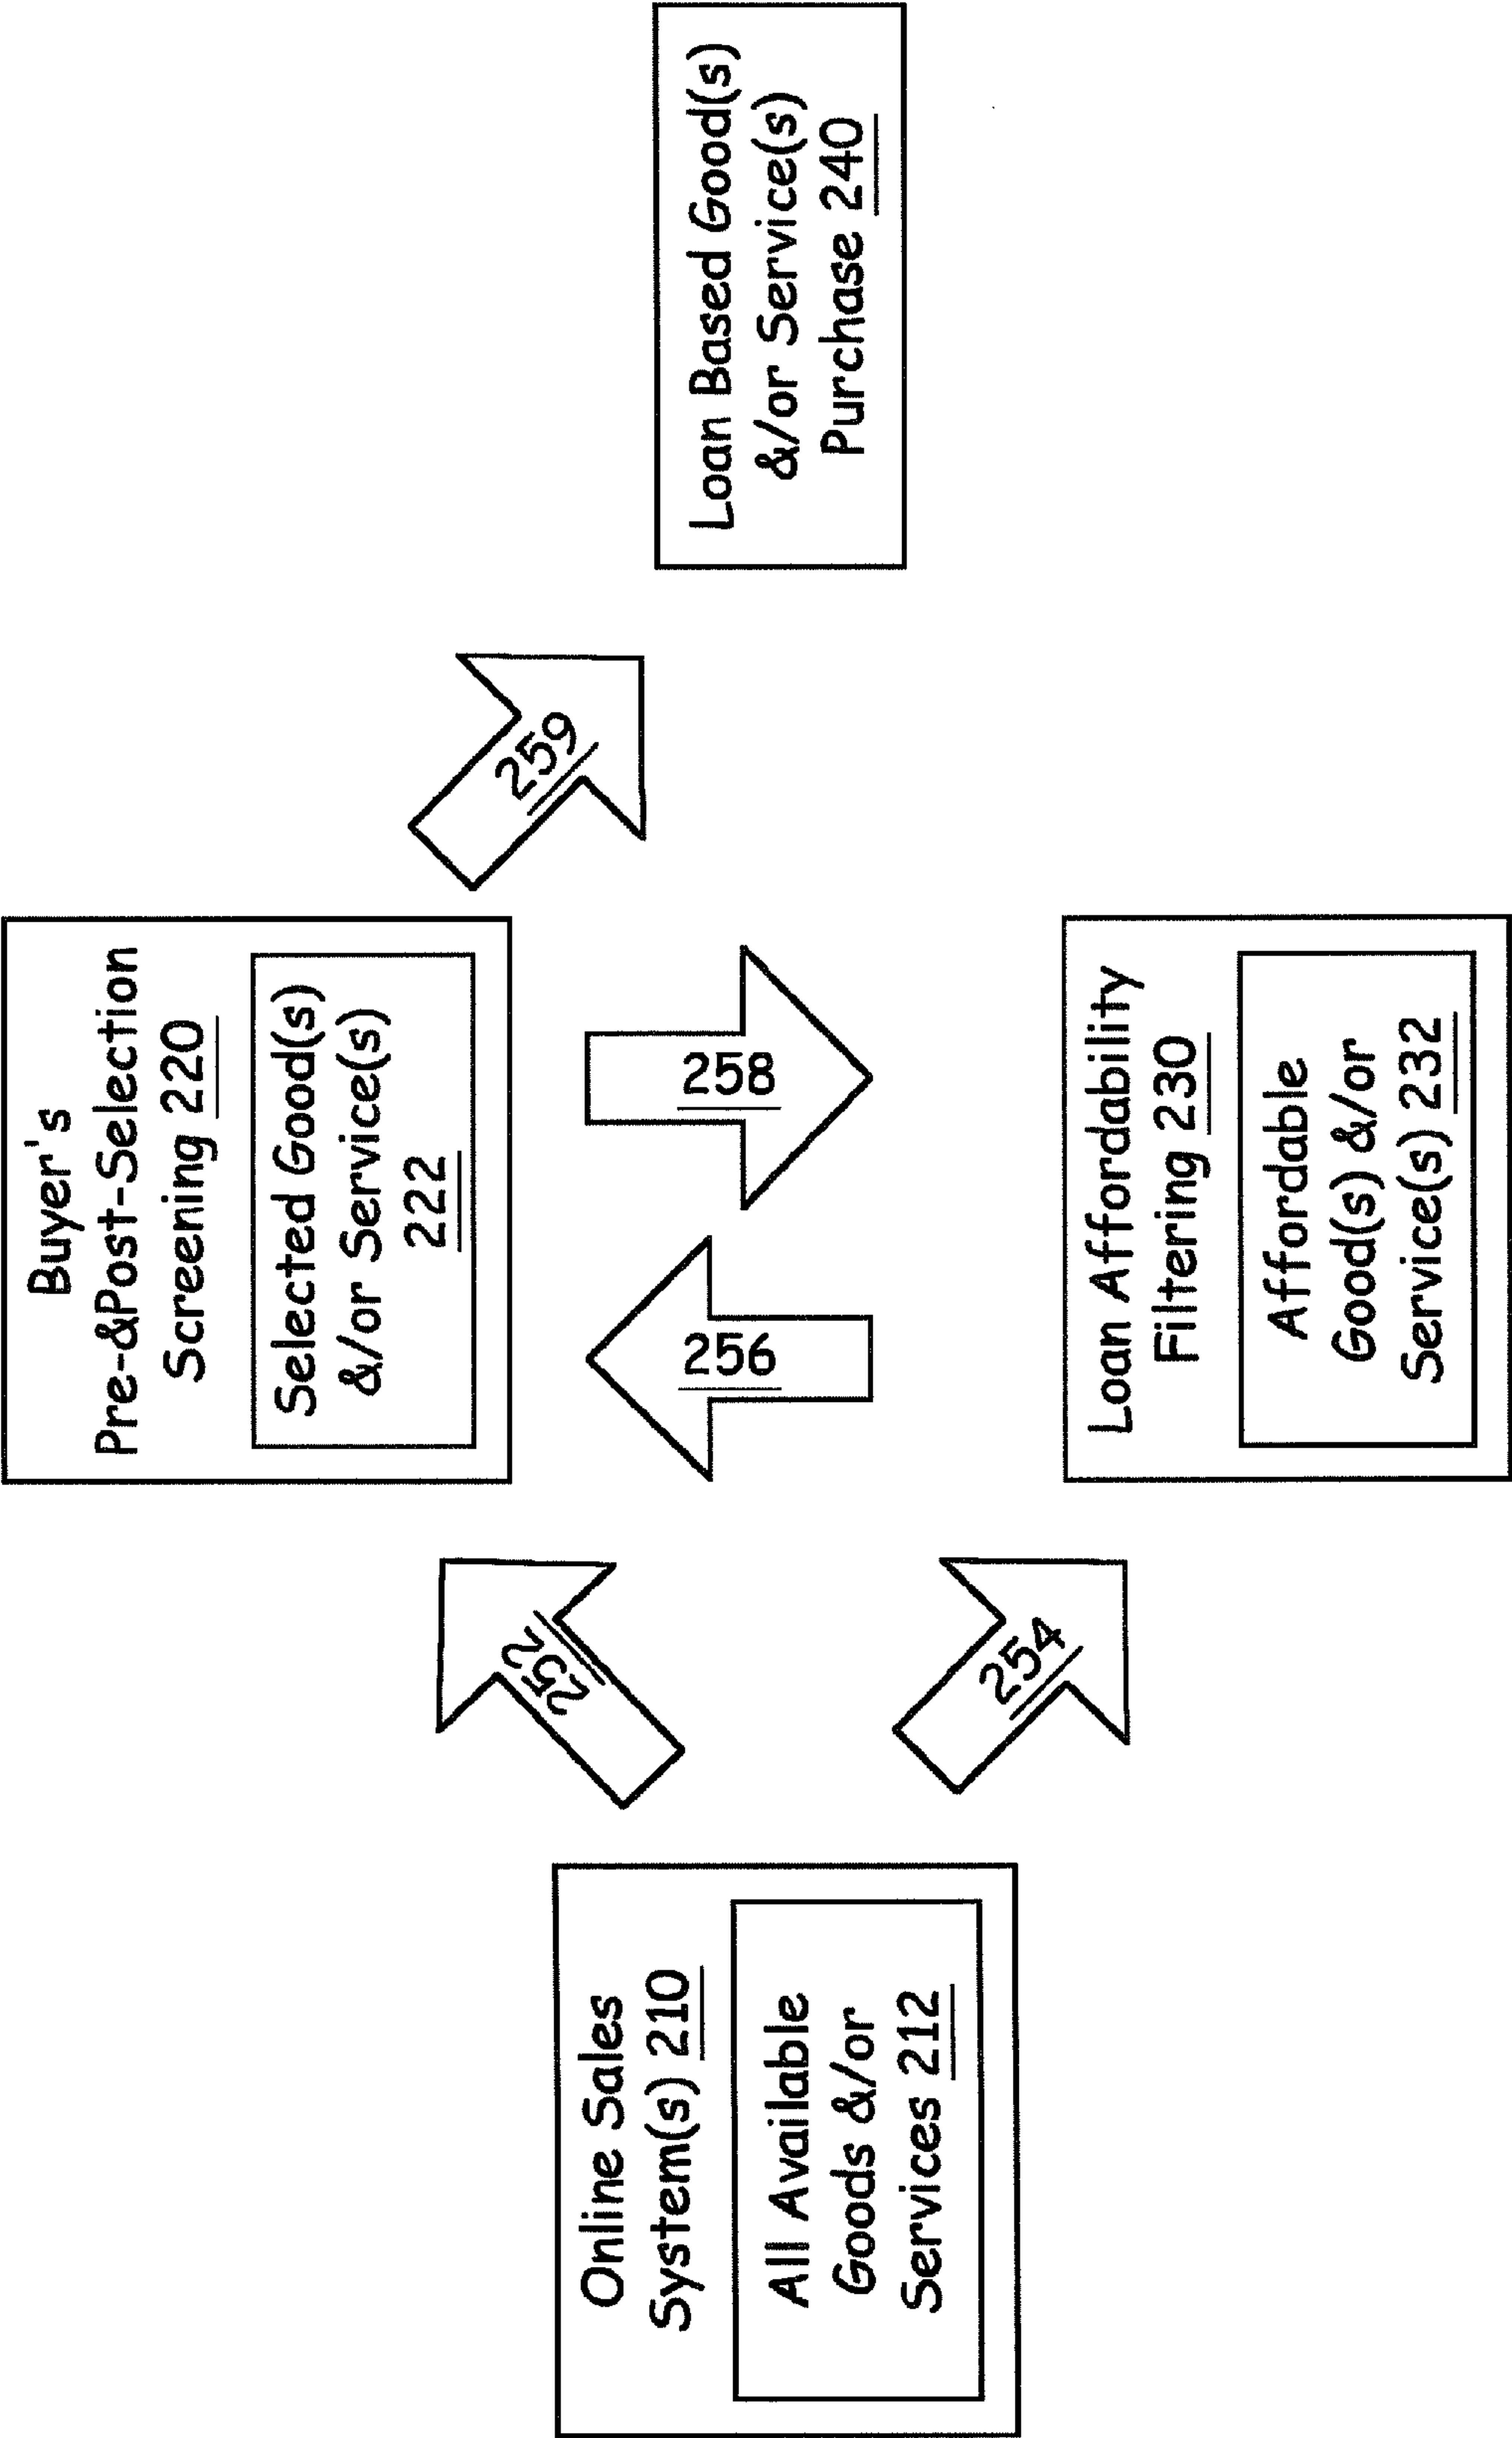 Online Sales
System(s) 210
All Available
Goods &/or
Services 212
252
254
Buyer's
Pre-&Post-Selection
Screening 220
Selected Good(s)
&/or Service(s)
222
256
258
Loan Affordability
Filtering 230
Affordable
Good(s) &/or
Service(s) 232
259
Loan Based Good(s)
&/or Service(s)
Purchase 240